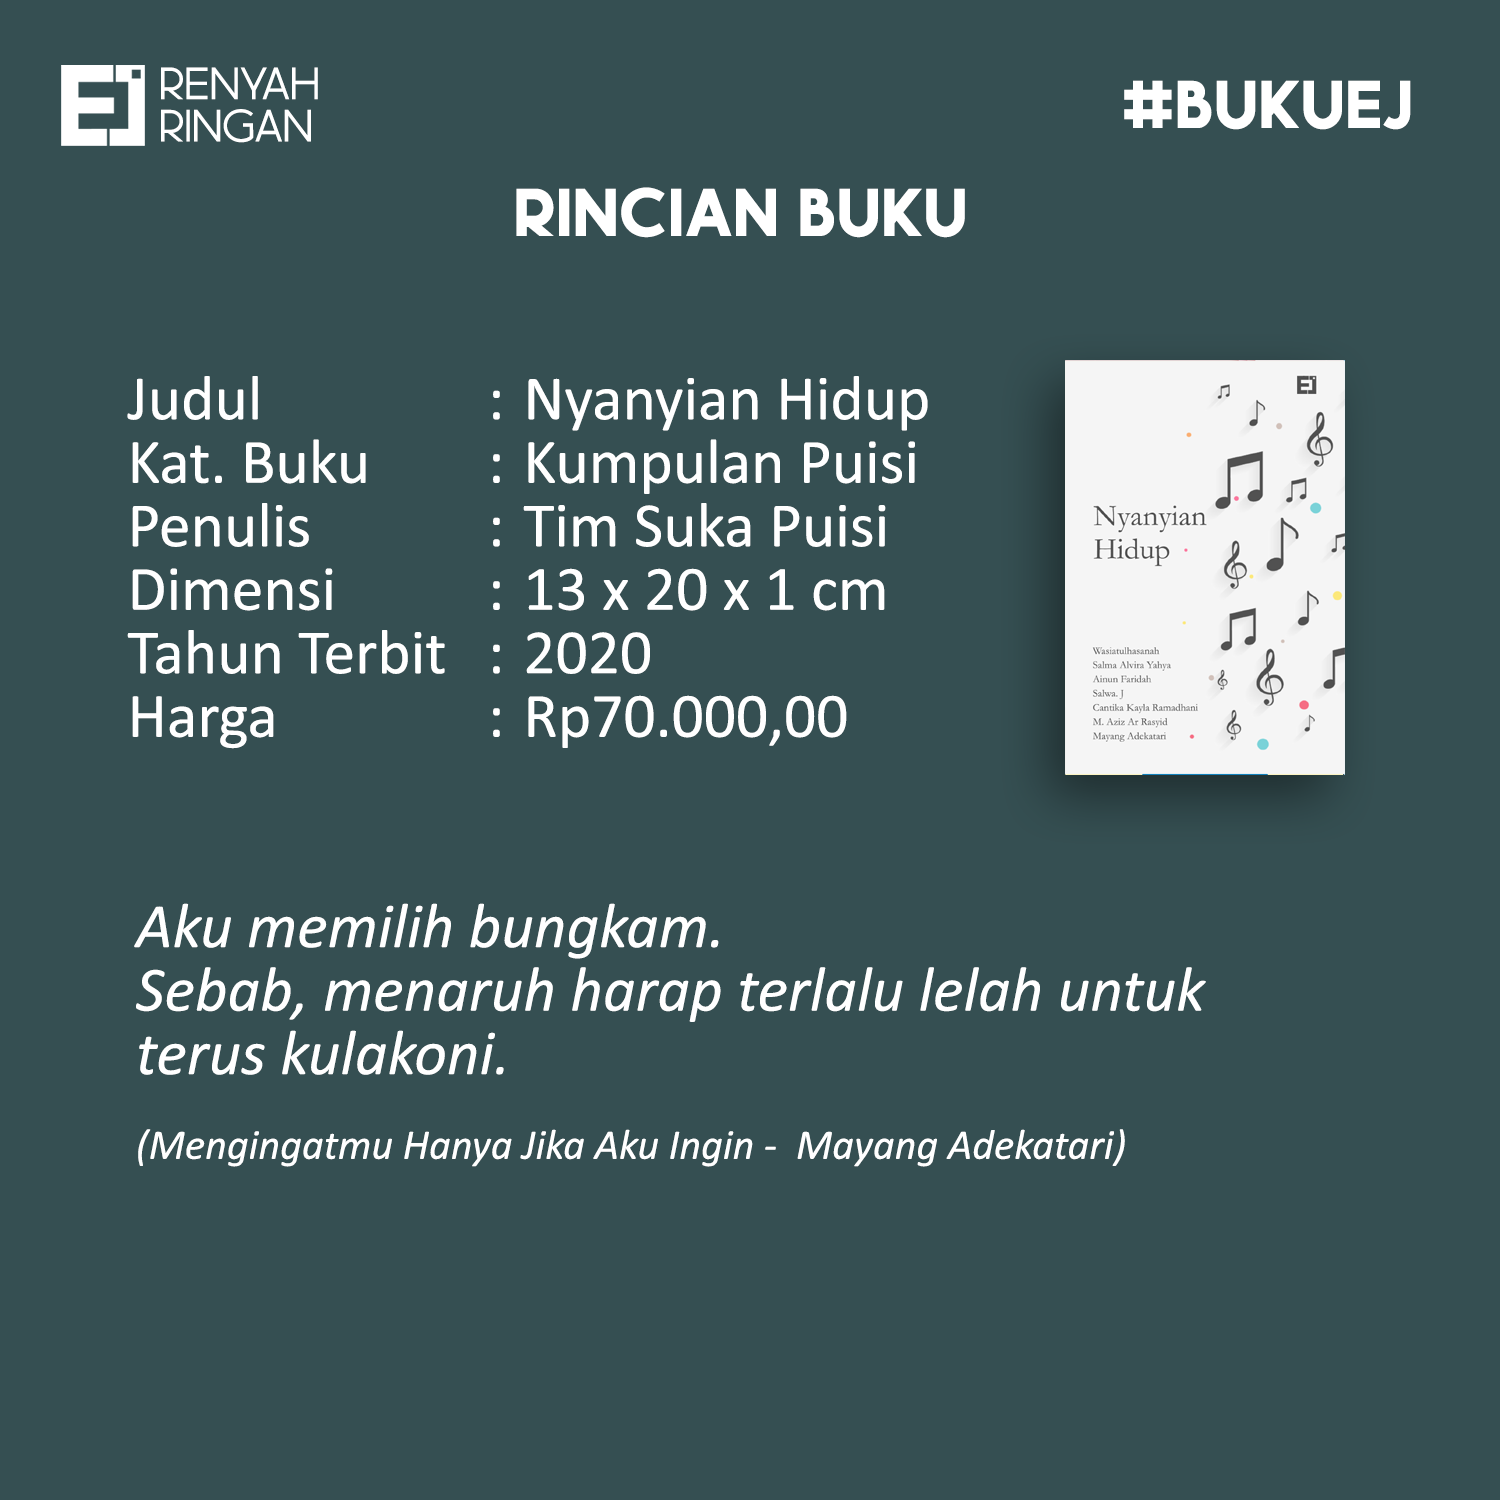 EJ RENYAH
RINGAN
#BUKUEJ
RINCIAN BUKU
Judul : Nyanyian Hidup
Kat. Buku : Kumpulan Puisi
Penulis : Tim Suka Puisi
Dimensi : 13 x 20 x 1 cm
Tahun Terbit : 2020
Harga : Rp70.000,00
EJ
Nyanyian
Hidup
Wasiatulhasanah
Salma Alvira Yahya
Ainun Faridah
Salwa. J
Cantika Kayla Ramadhani
M. Aziz Ar Rasyid
Mayang Adekatari
Aku memilih bungkam.
Sebab, menaruh harap terlalu lelah untuk
terus kulakoni.
(Mengingatmu Hanya Jika Aku Ingin - Mayang Adekatari)